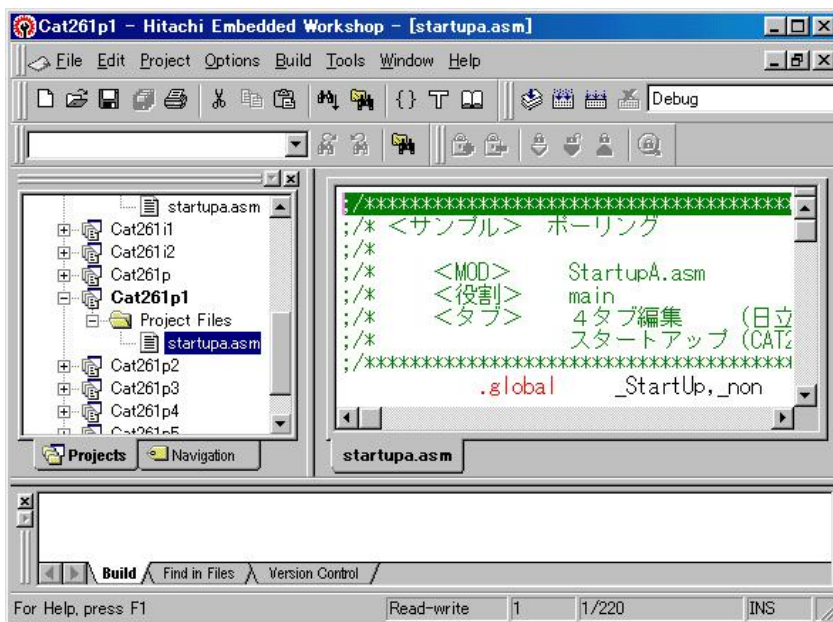 Cat261p1 - Hitachi Embedded Workshop - [startupa.asm]
File Edit Project Options Build Tools Window Help
Debug
startupa.asm
Cat261i1
Cat261i2
Cat261p
Cat261p1
Project Files
startupa.asm
Cat261p2
Cat261p3
Cat261p4
Cat261p5
Projects Navigation
;/****************************************
;/* <サンプル> ポーリング
;/*
;/* <MOD> StartupA.asm
;/* <役割> main
;/* <タブ> 4タブ編集 (日立
;/* スタートアップ (CAT2
;/****************************************
.global _StartUp,_non
startupa.asm
Build Find in Files Version Control
For Help, press F1 Read-write 1 1/220 INS